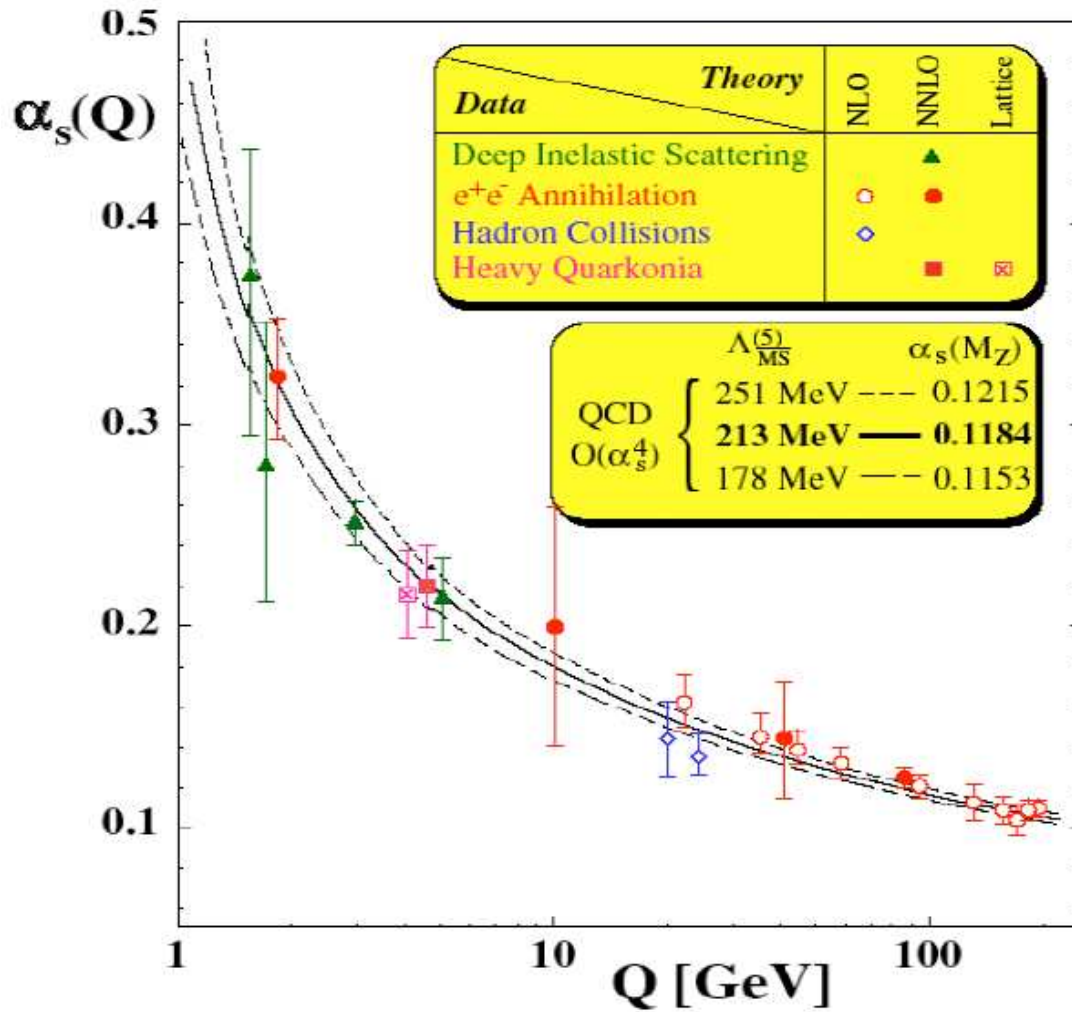 0.5
αs(Q)
0.4
0.3
0.2
0.1
1
10
100
Q [GeV]
Data
Theory
NLO
NNLO
Lattice
Deep Inelastic Scattering
e+e- Annihilation
Hadron Collisions
Heavy Quarkonia
Λ(5)MS αs(MZ)
QCD
O(αs4)
251 MeV 0.1215
213 MeV 0.1184
178 MeV 0.1153